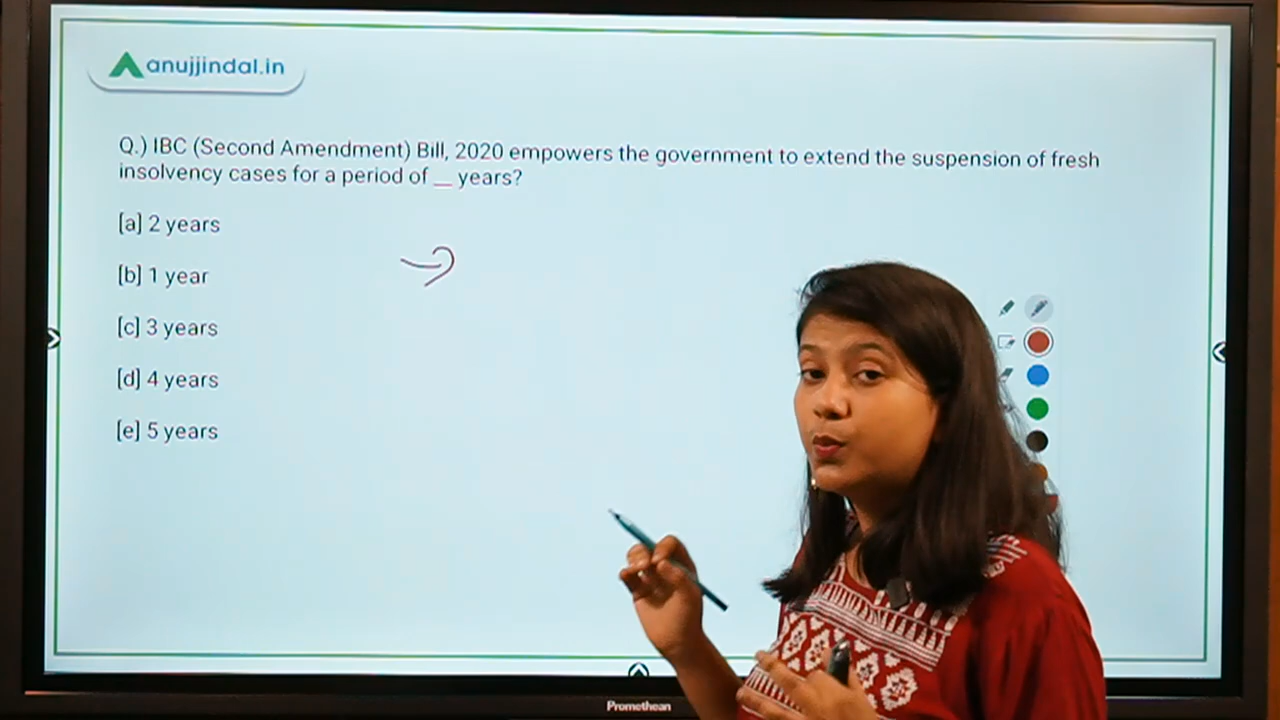 anujjindal.in
Q.) IBC (Second Amendment) Bill, 2020 empowers the government to extend the suspension of fresh
insolvency cases for a period of __ years?
[a] 2 years
[b] 1 year
[c] 3 years
[d] 4 years
[e] 5 years
Promethean